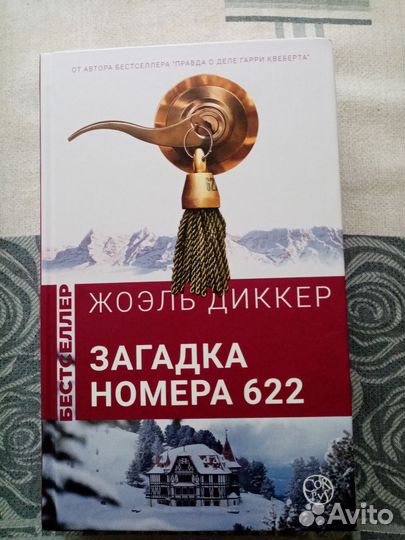 ОТ АВТОРА БЕСТСЕЛЛЕРА "ПРАВДА О ДЕЛЕ ГАРРИ КВЕБЕРТА"
БЕСТСЕЛЛЕР
ЖОЭЛЬ ДИККЕР
ЗАГАДКА
НОМЕРА 622
Avito